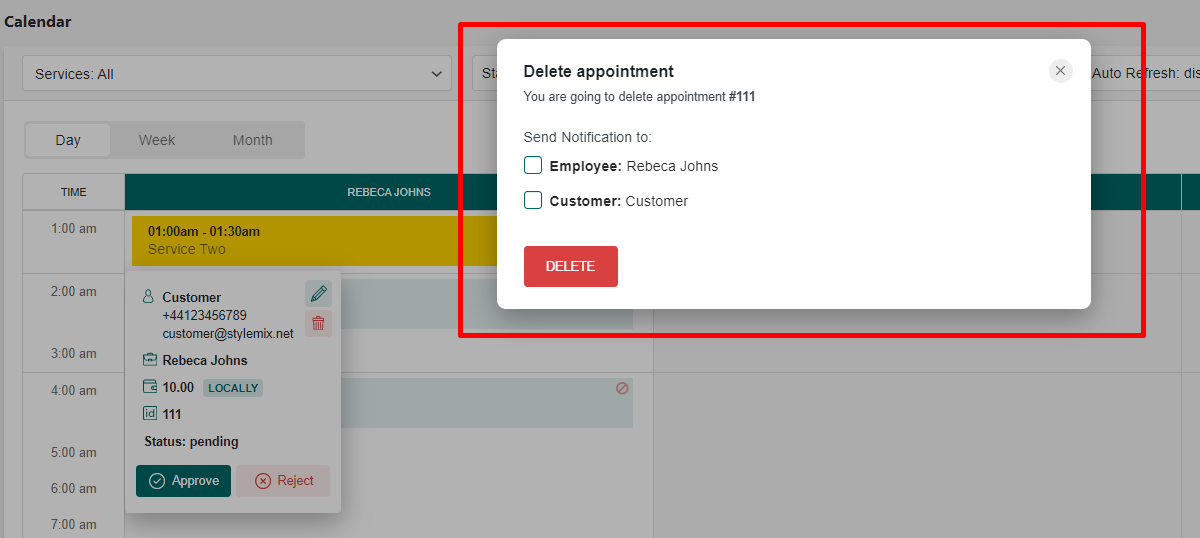 Calendar
Services: All
Sta
Auto Refresh: dis
Day
Week
Month
TIME
REBECA JOHNS
1:00 am
01:00am - 01:30am
Service Two
2:00 am
3:00 am
4:00 am
5:00 am
6:00 am
7:00 am
Customer
+44123456789
customer@stylemix.net
Rebeca Johns
10.00 LOCALLY
id 111
Status: pending
Approve
Reject
Delete appointment
You are going to delete appointment #111
Send Notification to:
Employee: Rebeca Johns
Customer: Customer
DELETE